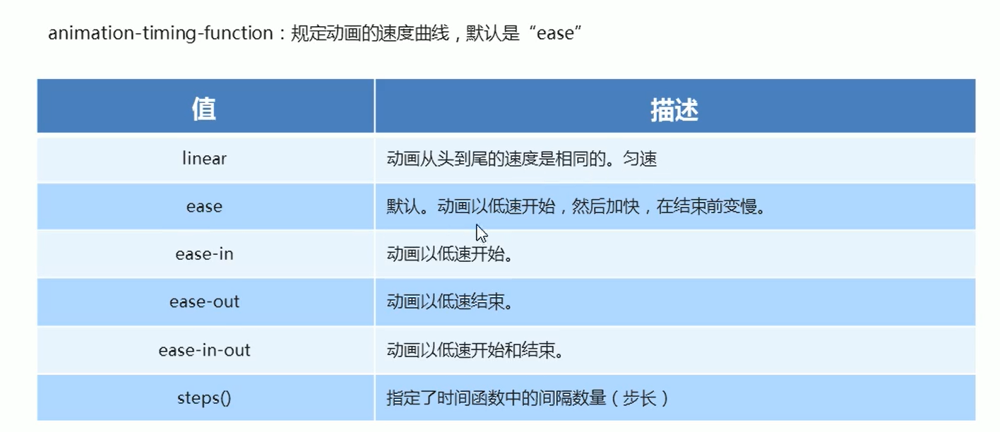 animation-timing-function：规定动画的速度曲线，默认是“ease”
值 描述
linear 动画从头到尾的速度是相同的。匀速
ease 默认。动画以低速开始，然后加快，在结束前变慢。
ease-in 动画以低速开始。
ease-out 动画以低速结束。
ease-in-out 动画以低速开始和结束。
steps() 指定了时间函数中的间隔数量（步长）